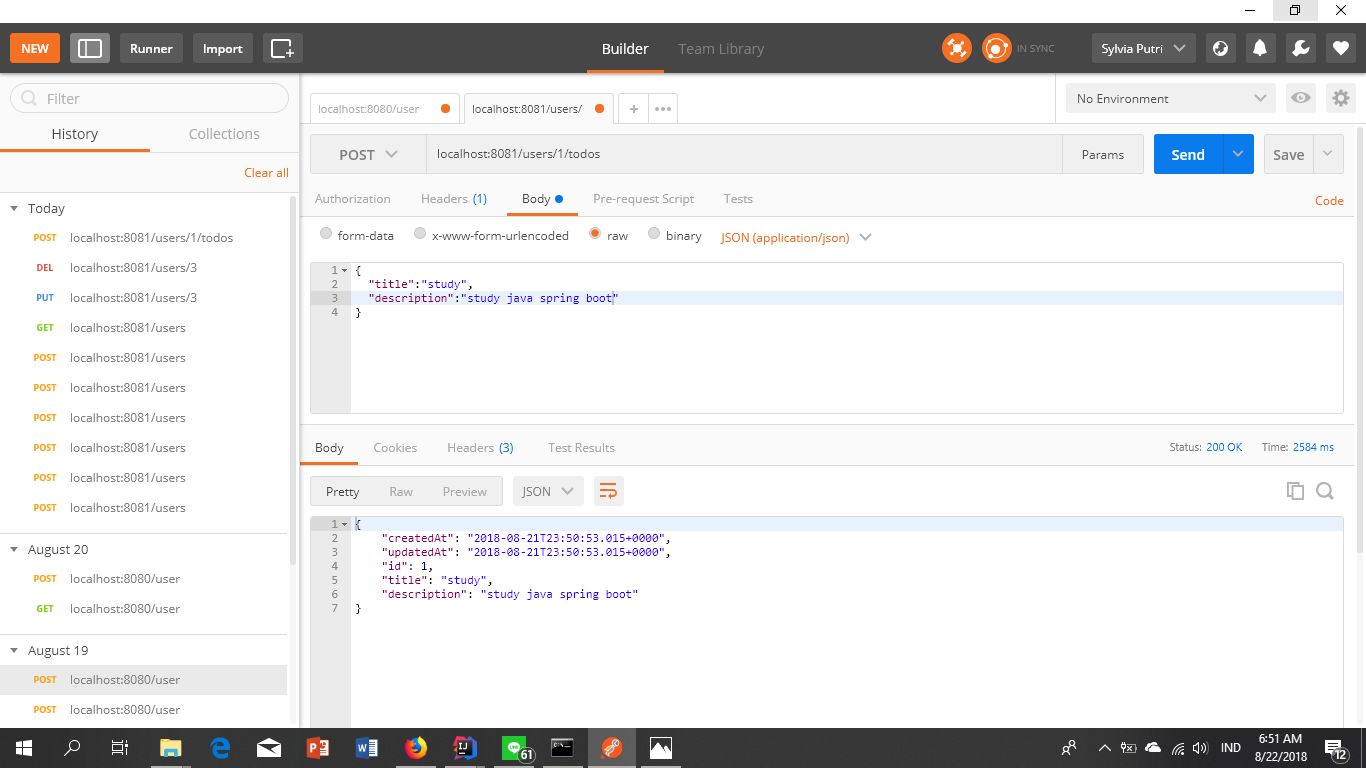 NEW Runner Import Builder Team Library IN SYNC Sylvia Putri
Filter
History Collections
Clear all
Today
POST localhost:8081/users/1/todos
DEL localhost:8081/users/3
PUT localhost:8081/users/3
GET localhost:8081/users
POST localhost:8081/users
POST localhost:8081/users
POST localhost:8081/users
POST localhost:8081/users
POST localhost:8081/users
POST localhost:8081/users
August 20
POST localhost:8080/user
GET localhost:8080/user
August 19
POST localhost:8080/user
POST localhost:8080/user
localhost:8080/user localhost:8081/users/ + ••• No Environment
POST localhost:8081/users/1/todos Params Send Save
Authorization Headers (1) Body Pre-request Script Tests Code
form-data x-www-form-urlencoded raw binary JSON (application/json)
1 {
2 "title":"study",
3 "description":"study java spring boot"
4 }
Body Cookies Headers (3) Test Results Status: 200 OK Time: 2584 ms
Pretty Raw Preview JSON
1 {
2 "createdAt": "2018-08-21T23:50:53.015+0000",
3 "updatedAt": "2018-08-21T23:50:53.015+0000",
4 "id": 1,
5 "title": "study",
6 "description": "study java spring boot"
7 }
61 IND 6:51 AM
8/22/2018 12